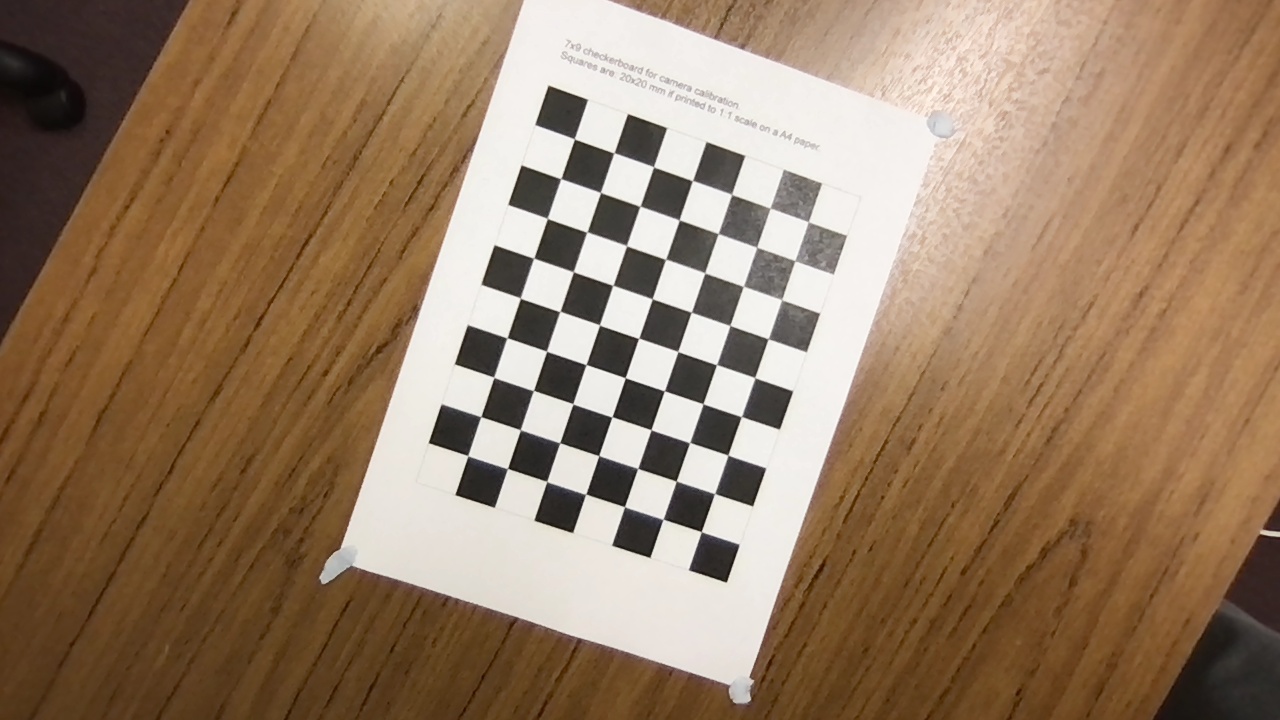 7x9 checkerboard for camera calibration
Squares are: 20x20 mm if printed to 1:1 scale on a A4 paper.